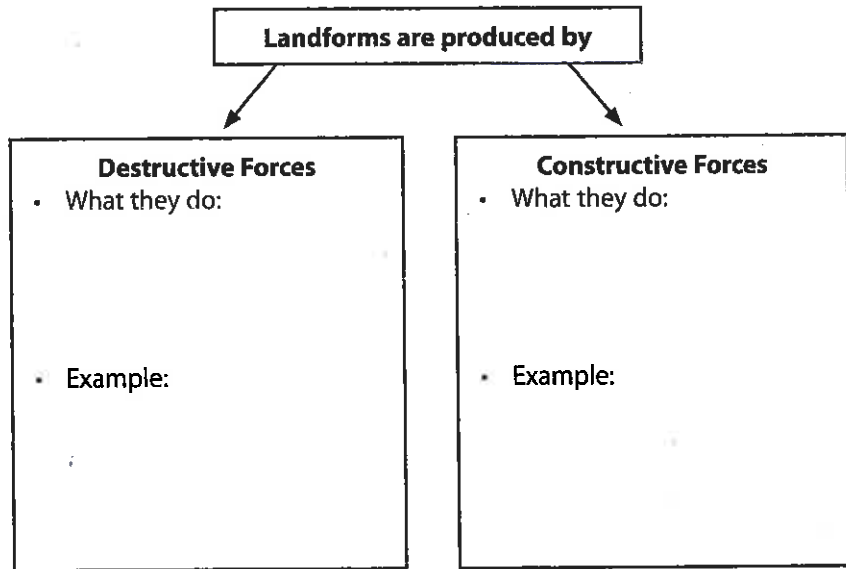 Landforms are produced by
Destructive Forces
• What they do:
• Example:
Constructive Forces
• What they do:
• Example: